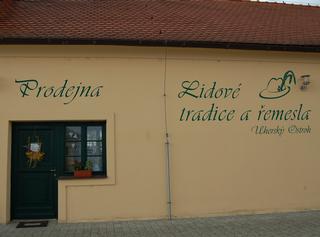 Prodejna
Lidové
tradice a řemesla
Uherský Ostroh